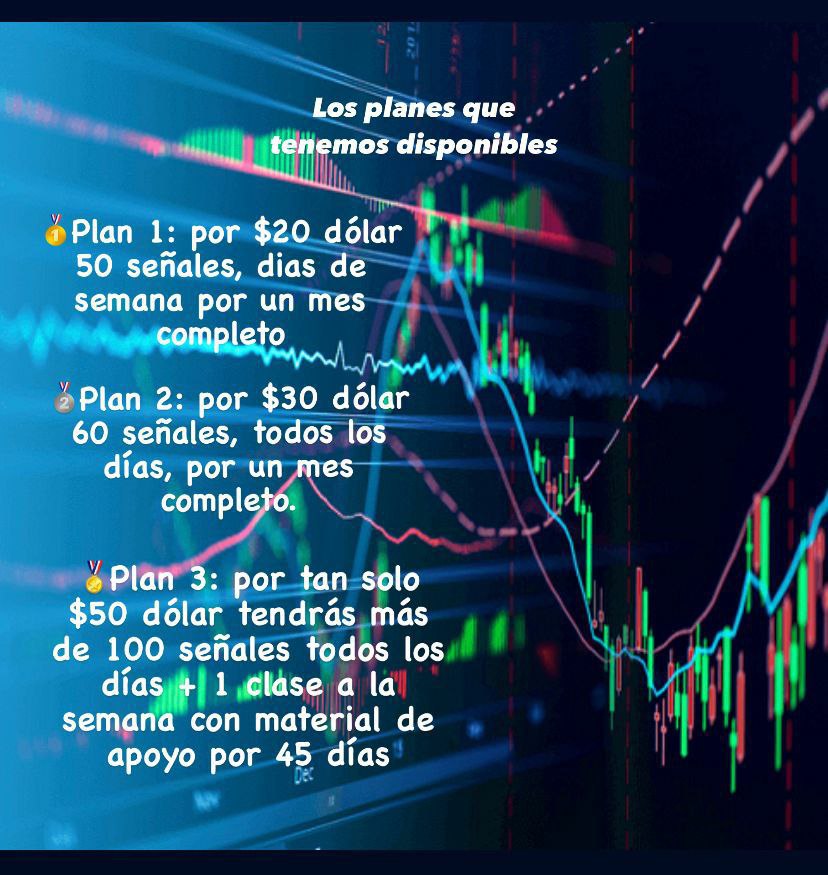 Los planes que
tenemos disponibles
🥇Plan 1: por $20 dólar
50 señales, dias de
semana por un mes
completo
🥈Plan 2: por $30 dólar
60 señales, todos los
días, por un mes
completo.
🏅Plan 3: por tan solo
$50 dólar tendrás más
de 100 señales todos los
días + 1 clase a la
semana con material de
apoyo por 45 días
Dec
Nov